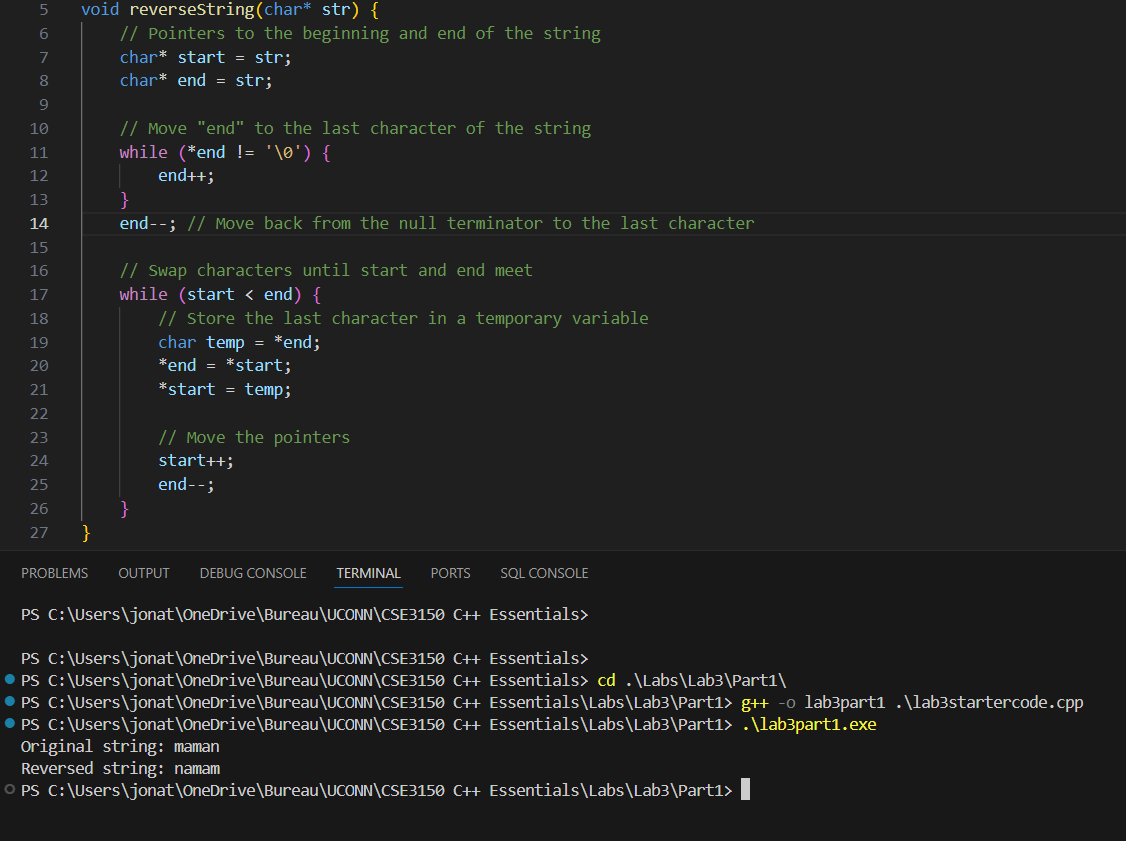 5 void reverseString(char* str) {
6 // Pointers to the beginning and end of the string
7 char* start = str;
8 char* end = str;
9
10 // Move "end" to the last character of the string
11 while (*end != '\0') {
12 end++;
13 }
14 end--; // Move back from the null terminator to the last character
15
16 // Swap characters until start and end meet
17 while (start < end) {
18 // Store the last character in a temporary variable
19 char temp = *end;
20 *end = *start;
21 *start = temp;
22
23 // Move the pointers
24 start++;
25 end--;
26 }
27 }
PROBLEMS OUTPUT DEBUG CONSOLE TERMINAL PORTS SQL CONSOLE
PS C:\Users\jonat\OneDrive\Bureau\UCONN\CSE3150 C++ Essentials>
PS C:\Users\jonat\OneDrive\Bureau\UCONN\CSE3150 C++ Essentials>
PS C:\Users\jonat\OneDrive\Bureau\UCONN\CSE3150 C++ Essentials> cd .\Labs\Lab3\Part1\
PS C:\Users\jonat\OneDrive\Bureau\UCONN\CSE3150 C++ Essentials\Labs\Lab3\Part1> g++ -o lab3part1 .\lab3startercode.cpp
PS C:\Users\jonat\OneDrive\Bureau\UCONN\CSE3150 C++ Essentials\Labs\Lab3\Part1> .\lab3part1.exe
Original string: maman
Reversed string: namam
PS C:\Users\jonat\OneDrive\Bureau\UCONN\CSE3150 C++ Essentials\Labs\Lab3\Part1>